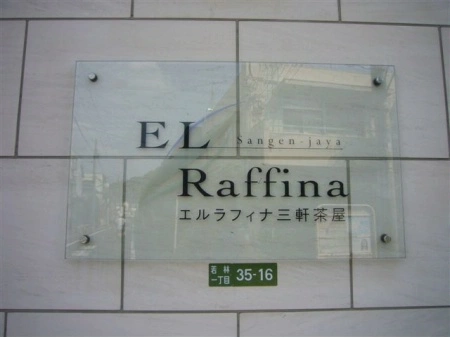 EL Sangen-jaya
Raffina
エルラフィナ三軒茶屋
若林
一丁目 35-16